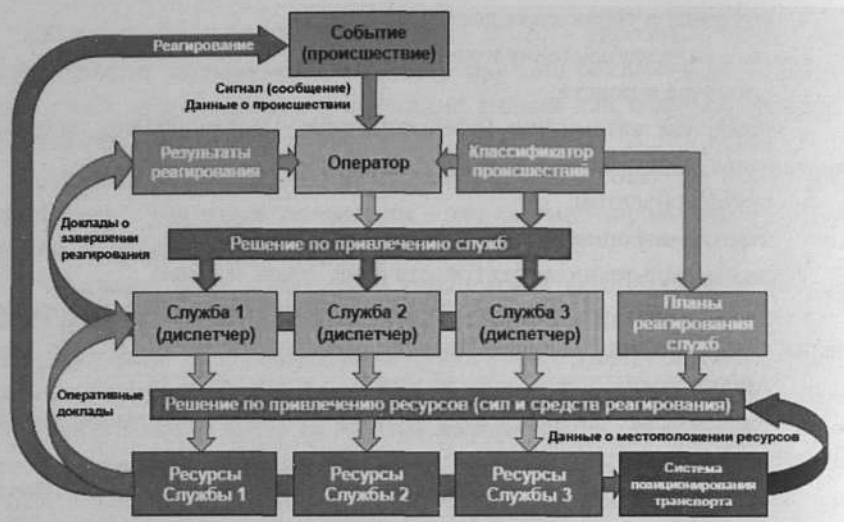 Реагирование
Событие
(происшествие)
Сигнал (сообщение)
Данные о происшествии
Результаты
реагирования
Оператор
Классификатор
происшествий
Доклады о
завершении
реагирования
Решение по привлечению служб
Служба 1
(диспетчер)
Служба 2
(диспетчер)
Служба 3
(диспетчер)
Планы
реагирования
служб
Оперативные
доклады
Решение по привлечению ресурсов (сил и средств реагирования)
Данные о местоположении ресурсов
Ресурсы
Службы 1
Ресурсы
Службы 2
Ресурсы
Службы 3
Система
позиционирования
транспорта